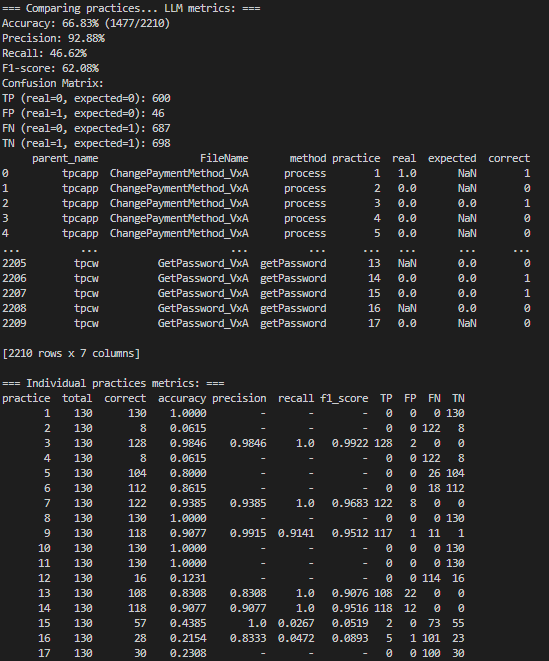 === Comparing practices... LLM metrics: ===
Accuracy: 66.83% (1477/2210)
Precision: 92.88%
Recall: 46.62%
F1-score: 62.08%
Confusion Matrix:
TP (real=0, expected=0): 600
FP (real=1, expected=0): 46
FN (real=0, expected=1): 687
TN (real=1, expected=1): 698
parent_name FileName method practice real expected correct
0 tpcapp ChangePaymentMethod_VxA process 1 1.0 NaN 1
1 tpcapp ChangePaymentMethod_VxA process 2 0.0 NaN 0
2 tpcapp ChangePaymentMethod_VxA process 3 0.0 0.0 1
3 tpcapp ChangePaymentMethod_VxA process 4 0.0 NaN 0
4 tpcapp ChangePaymentMethod_VxA process 5 0.0 NaN 0
... ... ... ... ... ... ... ...
2205 tpcw GetPassword_VxA getPassword 13 NaN 0.0 0
2206 tpcw GetPassword_VxA getPassword 14 0.0 0.0 1
2207 tpcw GetPassword_VxA getPassword 15 0.0 0.0 1
2208 tpcw GetPassword_VxA getPassword 16 NaN 0.0 0
2209 tpcw GetPassword_VxA getPassword 17 0.0 NaN 0
[2210 rows x 7 columns]
=== Individual practices metrics: ===
practice total correct accuracy precision recall f1_score TP FP FN TN
1 130 130 1.0000 - - - 0 0 0 130
2 130 8 0.0615 - - - 0 0 122 8
3 130 128 0.9846 0.9846 1.0 0.9922 128 2 0 0
4 130 8 0.0615 - - - 0 0 122 8
5 130 104 0.8000 - - - 0 0 26 104
6 130 112 0.8615 - - - 0 0 18 112
7 130 122 0.9385 0.9385 1.0 0.9683 122 8 0 0
8 130 130 1.0000 - - - 0 0 0 130
9 130 118 0.9077 0.9915 0.9141 0.9512 117 1 11 1
10 130 130 1.0000 - - - 0 0 0 130
11 130 130 1.0000 - - - 0 0 0 130
12 130 16 0.1231 - - - 0 0 114 16
13 130 108 0.8308 0.8308 1.0 0.9076 108 22 0 0
14 130 118 0.9077 0.9077 1.0 0.9516 118 12 0 0
15 130 57 0.4385 1.0 0.0267 0.0519 2 0 73 55
16 130 28 0.2154 0.8333 0.0472 0.0893 5 1 101 23
17 130 30 0.2308 - - - 0 0 100 30